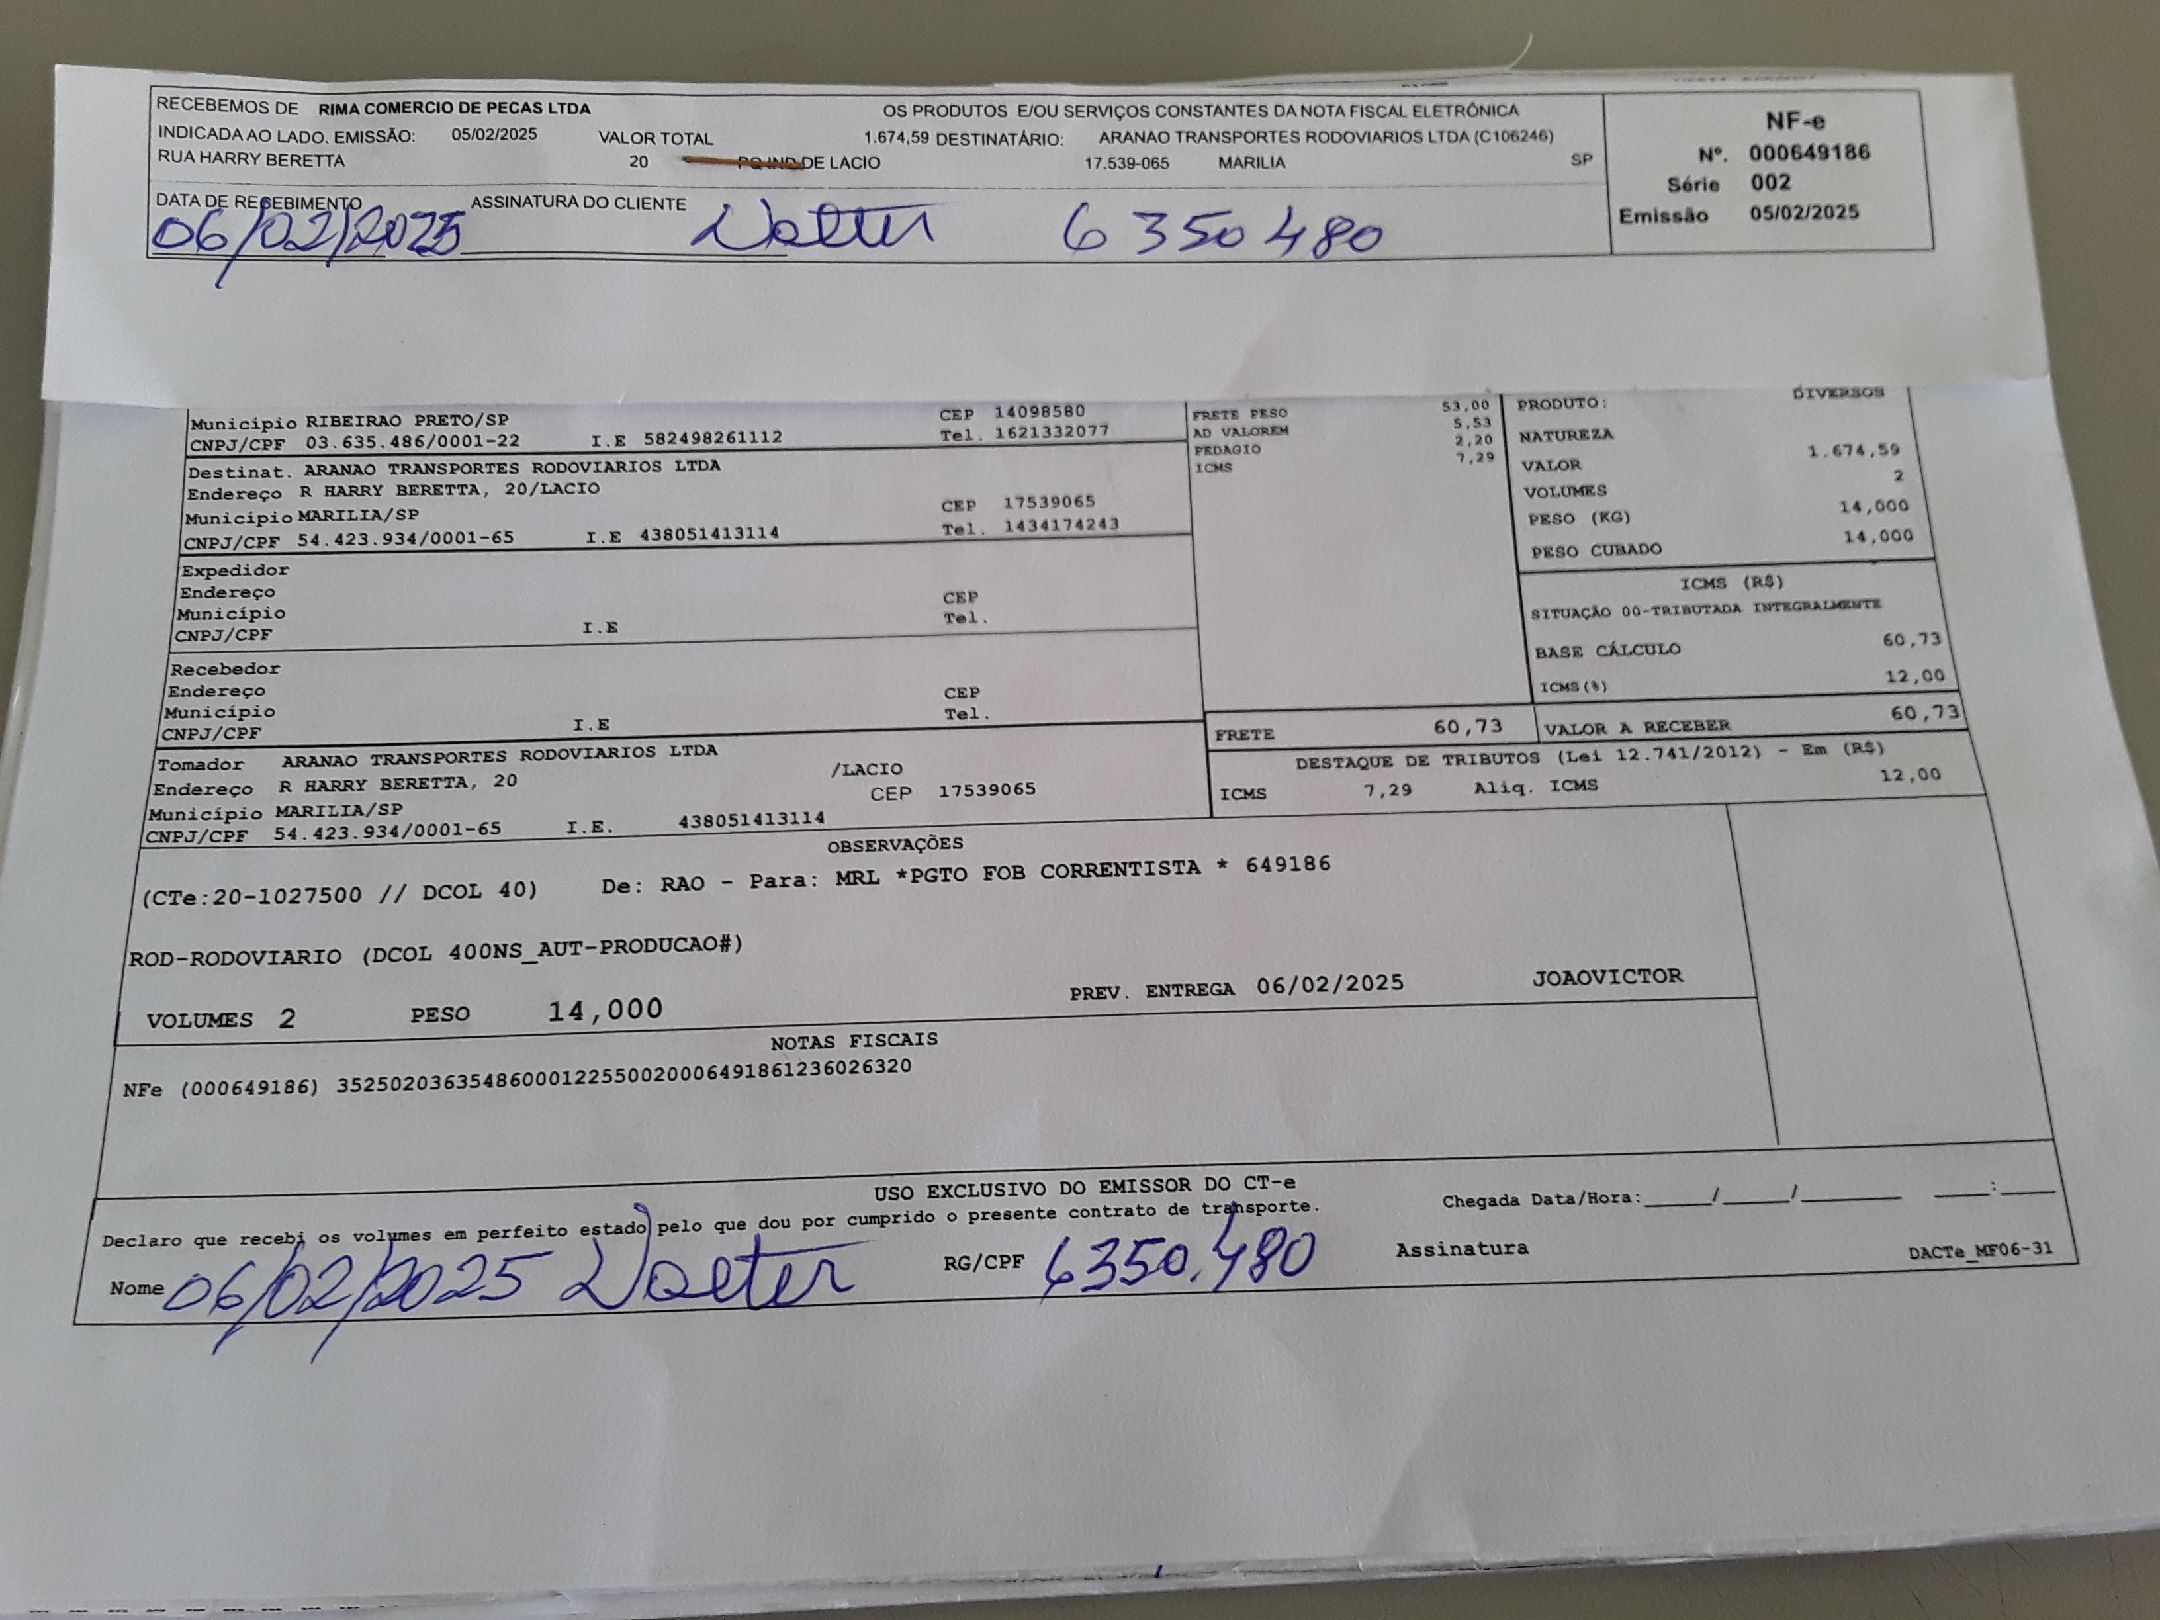 RECEBEMOS DE RIMA COMERCIO DE PECAS LTDA OS PRODUTOS E/OU SERVIÇOS CONSTANTES DA NOTA FISCAL ELETRÔNICA
INDICADA AO LADO. EMISSÃO: 05/02/2025 VALOR TOTAL 1.674,59 DESTINATÁRIO: ARANAO TRANSPORTES RODOVIARIOS LTDA (C106246)
RUA HARRY BERETTA 20 PQ IND DE LACIO 17.539-065 MARILIA SP
DATA DE RECEBIMENTO ASSINATURA DO CLIENTE
06/02/2025 Walter 6350480
NF-e
Nº. 000649186
Série 002
Emissão 05/02/2025
Município RIBEIRAO PRETO/SP CEP 14098580
CNPJ/CPF 03.635.486/0001-22 I.E 582498261112 Tel. 1621332077
Destinat. ARANAO TRANSPORTES RODOVIARIOS LTDA
Endereço R HARRY BERETTA, 20/LACIO
Município MARILIA/SP CEP 17539065
CNPJ/CPF 54.423.934/0001-65 I.E 438051413114 Tel. 1434174243
Expedidor
Endereço
Município CEP
CNPJ/CPF I.E Tel.
Recebedor
Endereço
Município CEP
CNPJ/CPF I.E Tel.
Tomador ARANAO TRANSPORTES RODOVIARIOS LTDA
Endereço R HARRY BERETTA, 20 /LACIO
Município MARILIA/SP CEP 17539065
CNPJ/CPF 54.423.934/0001-65 I.E. 438051413114
FRETE PESO 53,00
AD VALOREM 5,53
PEDAGIO 2,20
ICMS 7,29
PRODUTO: DIVERSOS
NATUREZA
VALOR 1.674,59
VOLUMES 2
PESO (KG) 14,000
PESO CUBADO 14,000
ICMS (R$)
SITUAÇÃO 00-TRIBUTADA INTEGRALMENTE
BASE CÁLCULO 60,73
ICMS(%) 12,00
FRETE 60,73 VALOR A RECEBER 60,73
DESTAQUE DE TRIBUTOS (Lei 12.741/2012) - Em (R$)
ICMS 7,29 Aliq. ICMS 12,00
OBSERVAÇÕES
(CTe:20-1027500 // DCOL 40) De: RAO - Para: MRL *PGTO FOB CORRENTISTA * 649186
ROD-RODOVIARIO (DCOL 400NS_AUT-PRODUCAO#)
VOLUMES 2 PESO 14,000 PREV. ENTREGA 06/02/2025 JOAOVICTOR
NOTAS FISCAIS
NFe (000649186) 35250203635486000122550020006491861236026320
USO EXCLUSIVO DO EMISSOR DO CT-e
Declaro que recebi os volumes em perfeito estado pelo que dou por cumprido o presente contrato de transporte. Chegada Data/Hora:_____/_____/_______ ____:____
Nome 06/02/2025 Walter RG/CPF 6350.480 Assinatura DACTe_MF06-31